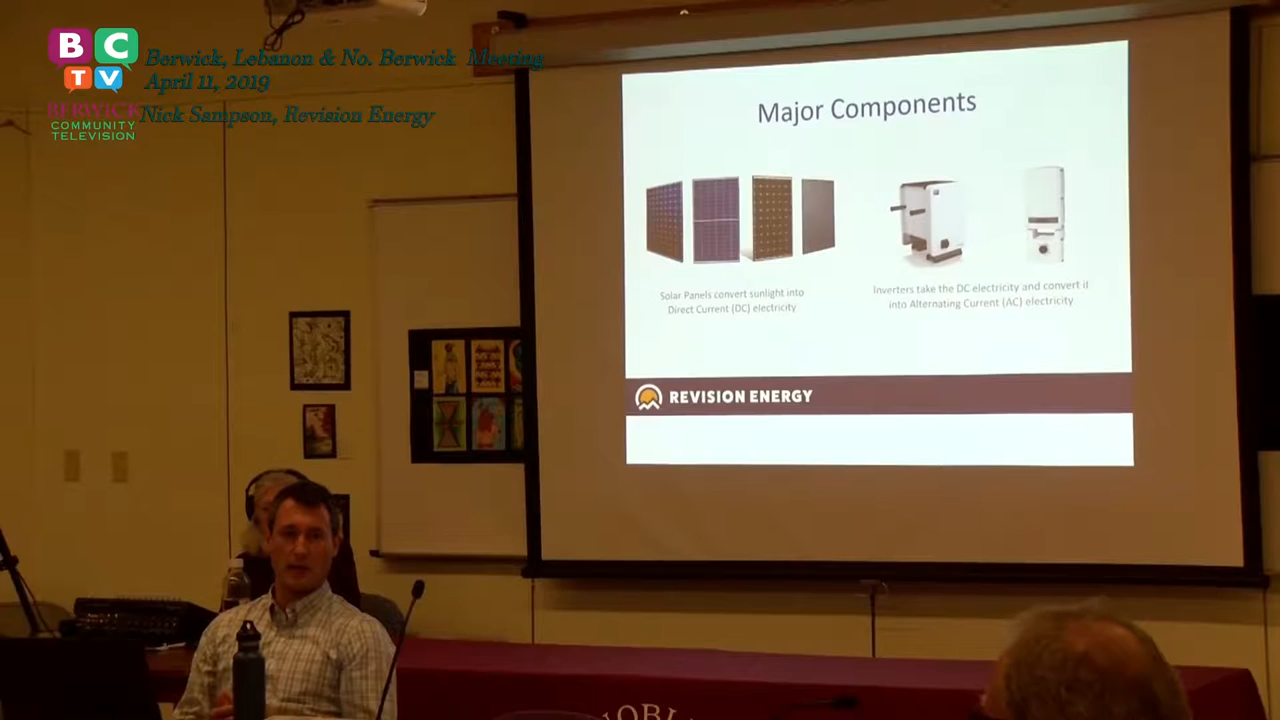 BC
TV
BERWICK
COMMUNITY
TELEVISION
Berwick, Lebanon & No. Berwick Meeting
April 11, 2019
Nick Sampson, Revision Energy
Major Components
Solar Panels convert sunlight into
Direct Current (DC) electricity
Inverters take the DC electricity and convert it
into Alternating Current (AC) electricity
REVISION ENERGY